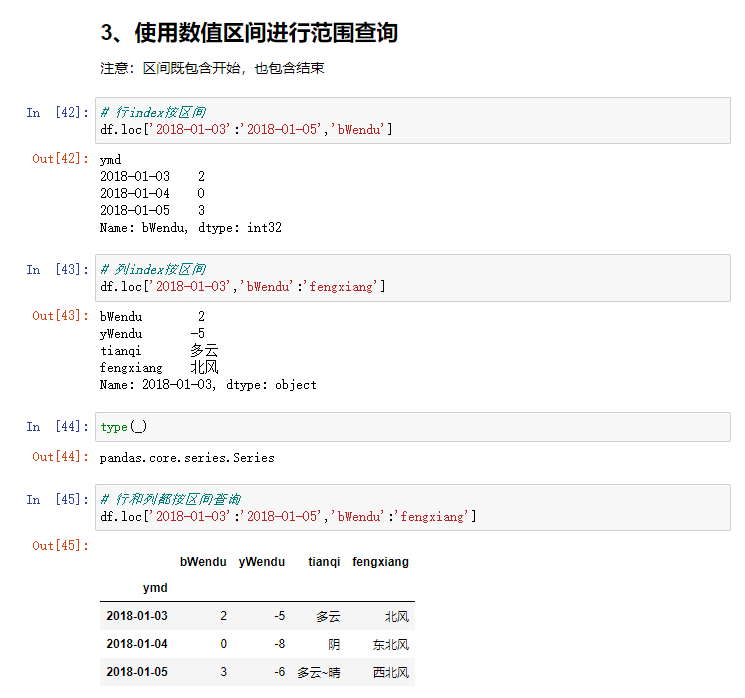 3、使用数值区间进行范围查询
注意：区间既包含开始，也包含结束
In [42]: # 行index按区间
df.loc['2018-01-03':'2018-01-05','bWendu']
Out[42]: ymd
2018-01-03    2
2018-01-04    0
2018-01-05    3
Name: bWendu, dtype: int32
In [43]: # 列index按区间
df.loc['2018-01-03','bWendu':'fengxiang']
Out[43]: bWendu        2
yWendu       -5
tianqi       多云
fengxiang    北风
Name: 2018-01-03, dtype: object
In [44]: type(_)
Out[44]: pandas.core.series.Series
In [45]: # 行和列都按区间查询
df.loc['2018-01-03':'2018-01-05','bWendu':'fengxiang']
Out[45]:
bWendu yWendu tianqi fengxiang
ymd
2018-01-03 2 -5 多云 北风
2018-01-04 0 -8 阴 东北风
2018-01-05 3 -6 多云~晴 西北风